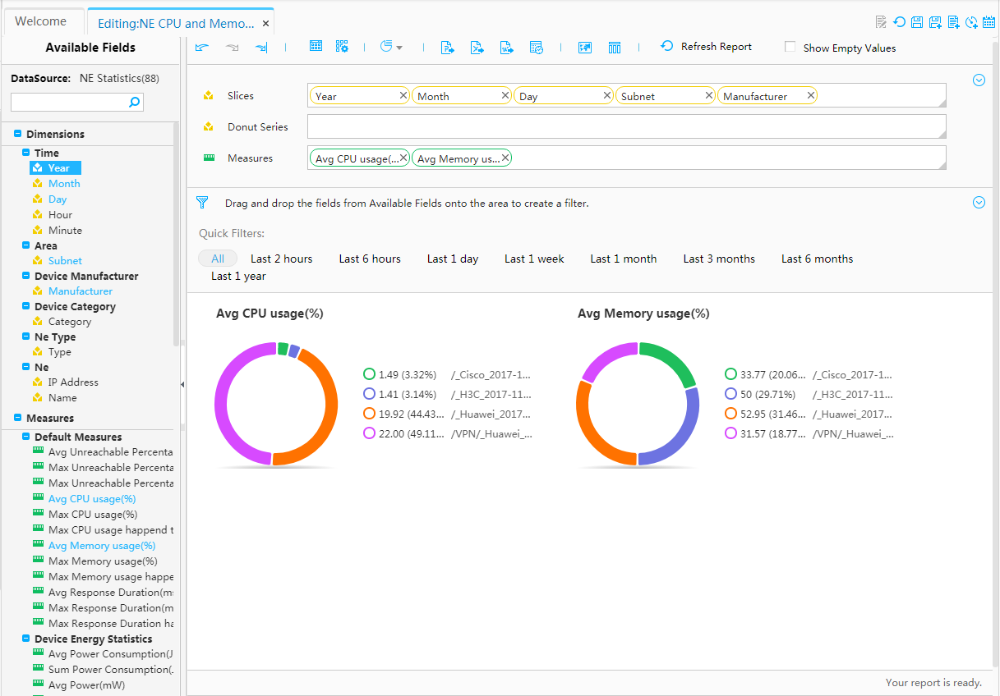 Welcome
Editing:NE CPU and Memo...
Available Fields
DataSource: NE Statistics(88)
Dimensions
Time
Year
Month
Day
Hour
Minute
Area
Subnet
Device Manufacturer
Manufacturer
Device Category
Category
Ne Type
Type
Ne
IP Address
Name
Measures
Default Measures
Avg Unreachable Percenta
Max Unreachable Percenta
Max Unreachable Percenta
Avg CPU usage(%)
Max CPU usage(%)
Max CPU usage happend t
Avg Memory usage(%)
Max Memory usage(%)
Max Memory usage happe
Avg Response Duration(ms
Max Response Duration(m
Max Response Duration ha
Device Energy Statistics
Avg Power Consumption(J
Sum Power Consumption(.
Avg Power(mW)
Refresh Report
Show Empty Values
Slices
Year
Month
Day
Subnet
Manufacturer
Donut Series
Measures
Avg CPU usage(...
Avg Memory us...
Drag and drop the fields from Available Fields onto the area to create a filter.
Quick Filters:
All Last 2 hours Last 6 hours Last 1 day Last 1 week Last 1 month Last 3 months Last 6 months
Last 1 year
Avg CPU usage(%)
1.49 (3.32%) /_Cisco_2017-1...
1.41 (3.14%) /_H3C_2017-11...
19.92 (44.43... /_Huawei_2017...
22.00 (49.11... /VPN/_Huawei_...
Avg Memory usage(%)
33.77 (20.06... /_Cisco_2017-1...
50 (29.71%) /_H3C_2017-11...
52.95 (31.46... /_Huawei_2017...
31.57 (18.77... /VPN/_Huawei_...
Your report is ready.